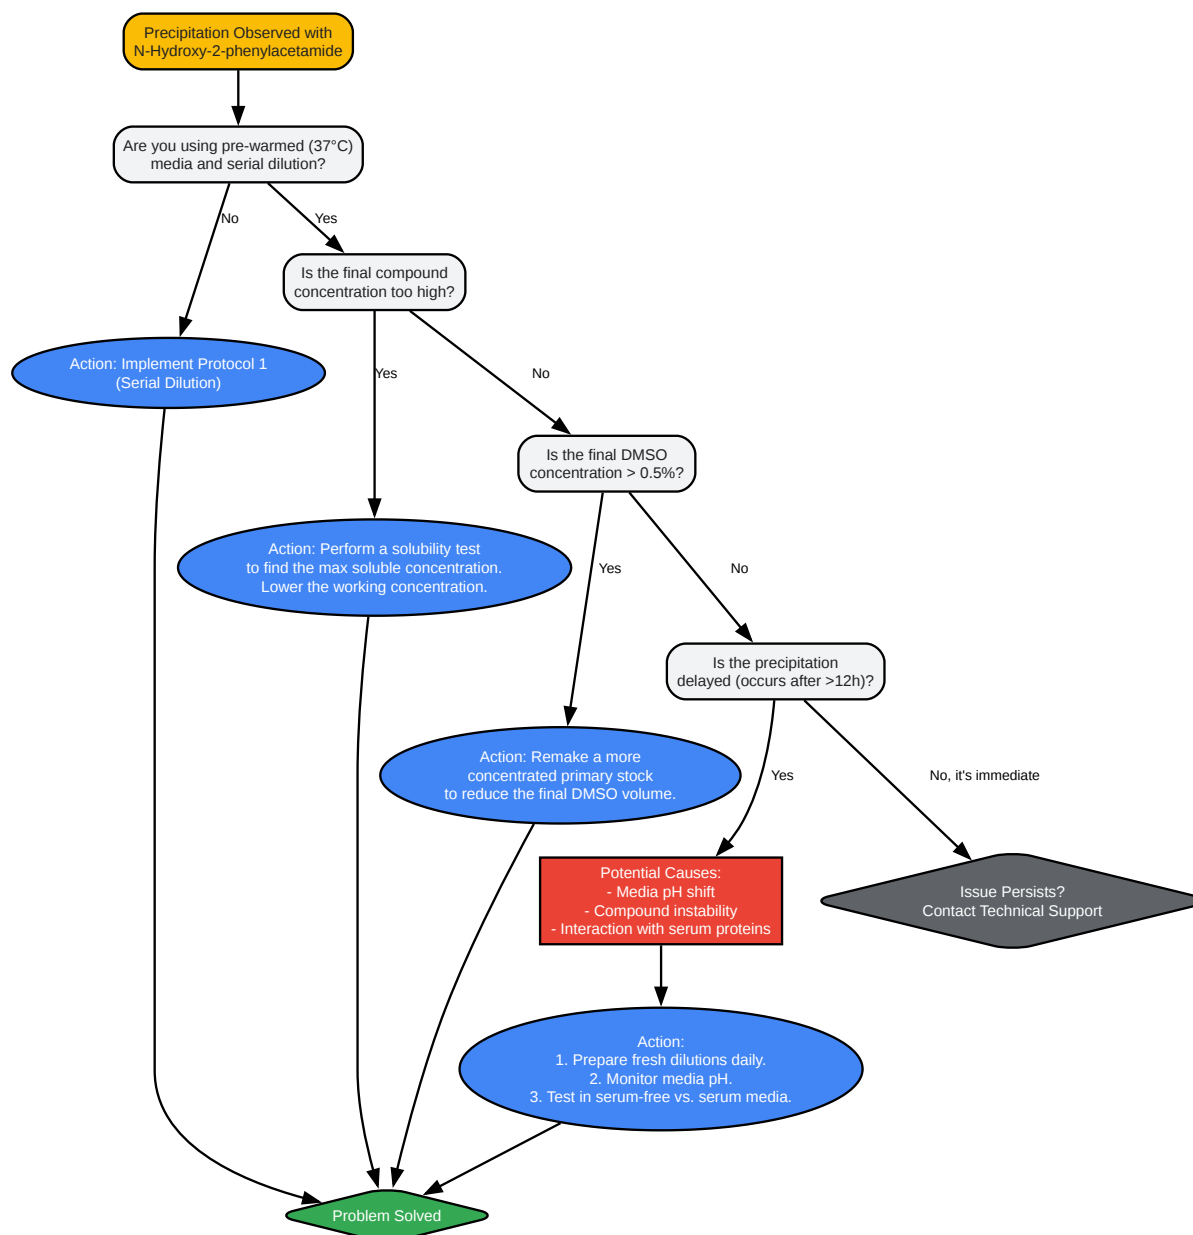 Precipitation Observed with
N-Hydroxy-2-phenylacetamide
Are you using pre-warmed (37°C)
media and serial dilution?
No
Yes
Is the final compound
concentration too high?
Action: Implement Protocol 1
(Serial Dilution)
Yes
No
Is the final DMSO
concentration > 0.5%?
Action: Perform a solubility test
to find the max soluble concentration.
Lower the working concentration.
Yes
No
Is the precipitation
delayed (occurs after >12h)?
Action: Remake a more
concentrated primary stock
to reduce the final DMSO volume.
Yes
No, it's immediate
Potential Causes:
- Media pH shift
- Compound instability
- Interaction with serum proteins
Issue Persists?
Contact Technical Support
Action:
1. Prepare fresh dilutions daily.
2. Monitor media pH.
3. Test in serum-free vs. serum media.
Problem Solved